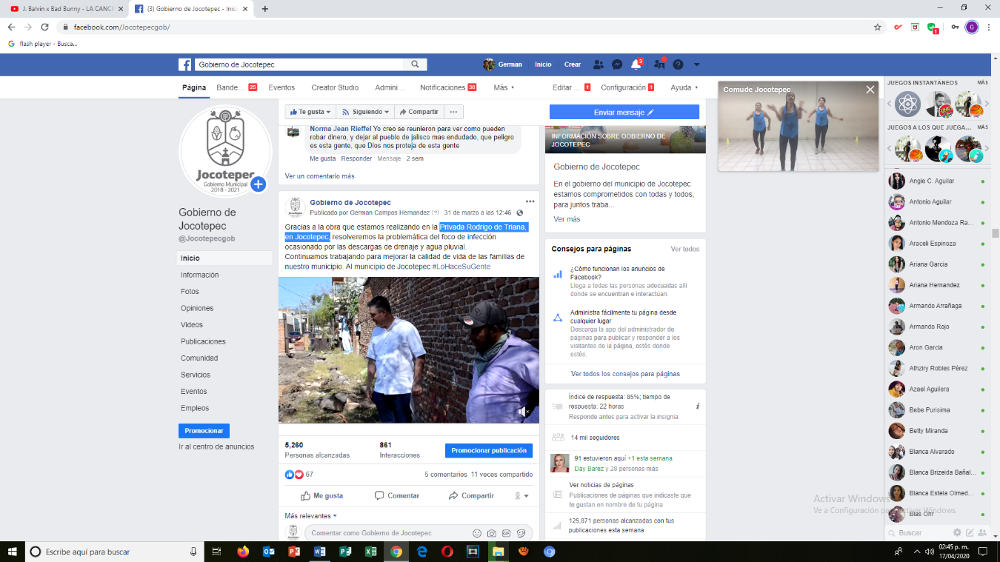 J. Balvin x Bad Bunny - LA CANC
(3) Gobierno de Jocotepec - Inic
facebook.com/Jocotepecgob/
flash player - Busca...
Gobierno de Jocotepec
German
Inicio
Crear
3
Página
Bande... 25
Eventos
Creator Studio
Admini...
Notificaciones 36
Más
Editar ... 1
Configuración 1
Ayuda
Te gusta
Siguiendo
Compartir
Enviar mensaje
Jocotepec
Gobierno Municipal
2018 - 2021
Gobierno de
Jocotepec
@Jocotepecgob
Inicio
Información
Fotos
Opiniones
Videos
Publicaciones
Comunidad
Servicios
Eventos
Empleos
Promocionar
Ir al centro de anuncios
Norma Jean Rieffel Yo creo se reunieron para ver como pueden
robar dinero, y dejar al pueblo de jalisco mas endudado, que peligro
es esta gente, que Dios nos proteja de esta gente
Me gusta · Responder · Mensaje · 2 sem
Ver un comentario más
Gobierno de Jocotepec
Publicado por German Campos Hernandez [?] · 31 de marzo a las 12:46 ·
Gracias a la obra que estamos realizando en la Privada Rodrigo de Triana,
en Jocotepec, resolveremos la problemática del foco de infección
ocasionado por las descargas de drenaje y agua pluvial.
Continuamos trabajando para mejorar la calidad de vida de las familias de
nuestro municipio. Al municipio de Jocotepec #LoHaceSuGente
5,260
Personas alcanzadas
861
Interacciones
Promocionar publicación
67
5 comentarios 11 veces compartido
Me gusta
Comentar
Compartir
Más relevantes
Comentar como Gobierno de Jocotepec
INFORMACIÓN SOBRE GOBIERNO DE
JOCOTEPEC
Gobierno de Jocotepec
En el gobierno del municipio de Jocotepec
estamos comprometidos con todas y todos,
para juntos traba...
Ver más
Consejos para páginas
Ver todos
¿Cómo funcionan los anuncios de
Facebook?
Llega a todas las personas adecuadas allí
donde se encuentran e interactúan.
Administra fácilmente tu página desde
cualquier lugar
Descarga la app del administrador de
páginas para publicar y responder a los
visitantes de la página, estés donde
estés.
Ver todos los consejos para páginas
Índice de respuesta: 85%; tiempo de
respuesta: 22 horas
Responde antes para activar la insignia
14 mil seguidores
91 estuvieron aquí +1 esta semana
Day Barez y 28 personas más
Ver noticias de páginas
Publicaciones de páginas que indicaste que
te gustan en nombre de tu página
125,871 personas alcanzadas con tus
publicaciones esta semana
Comude Jocotepec
JUEGOS INSTANTÁNEOS
MÁS
JUEGOS A LOS QUE JUEGA...
MÁS
Angie C. Aguilar
Antonio Aguilar
Antonio Mendoza Ra...
Araceli Espinoza
Ariana Garcia
Ariana Hernandez
Armando Arrañaga
Armando Rojo
Aron Garcia
Athziry Robles Pérez
Azael Aguilera
Bebe Purisima
Betty Miranda
Blanca Alvarado
Blanca Brizeida Bañal...
Blanca Estela Olmed...
Blas Ohr
Buscar
Activar Windows
Ve a Configuración para activar Windows.
Escribe aquí para buscar
02:45 p. m.
17/04/2020